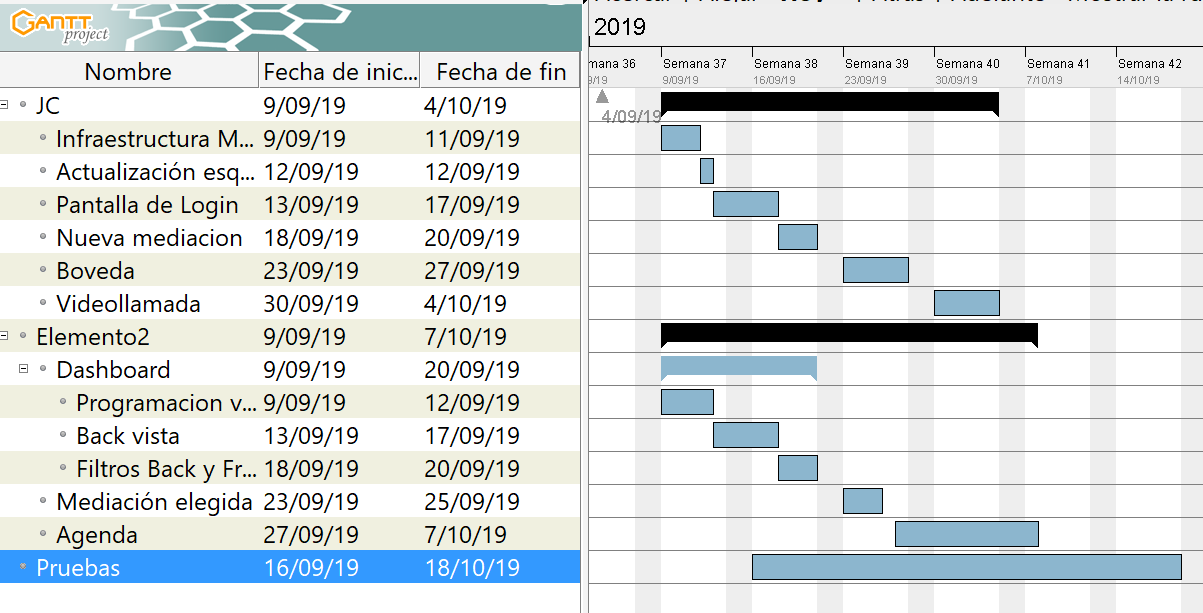 2019
GANTT
project
Nombre Fecha de inic... Fecha de fin
mana 36 Semana 37 Semana 38 Semana 39 Semana 40 Semana 41 Semana 42
9/19 9/09/19 16/09/19 23/09/19 30/09/19 7/10/19 14/10/19
JC 9/09/19 4/10/19
4/09/19
Infraestructura M... 9/09/19 11/09/19
Actualización esq... 12/09/19 12/09/19
Pantalla de Login 13/09/19 17/09/19
Nueva mediacion 18/09/19 20/09/19
Boveda 23/09/19 27/09/19
Videollamada 30/09/19 4/10/19
Elemento2 9/09/19 7/10/19
Dashboard 9/09/19 20/09/19
Programacion v... 9/09/19 12/09/19
Back vista 13/09/19 17/09/19
Filtros Back y Fr... 18/09/19 20/09/19
Mediación elegida 23/09/19 25/09/19
Agenda 27/09/19 7/10/19
Pruebas 16/09/19 18/10/19